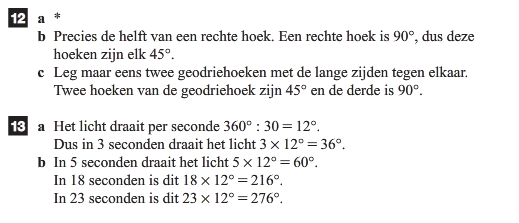 12 a *
b Precies de helft van een rechte hoek. Een rechte hoek is 90°, dus deze
hoeken zijn elk 45°.
c Leg maar eens twee geodriehoeken met de lange zijden tegen elkaar.
Twee hoeken van de geodriehoek zijn 45° en de derde is 90°.
13 a Het licht draait per seconde 360° : 30 = 12°.
Dus in 3 seconden draait het licht 3 × 12° = 36°.
b In 5 seconden draait het licht 5 × 12° = 60°.
In 18 seconden is dit 18 × 12° = 216°.
In 23 seconden is dit 23 × 12° = 276°.